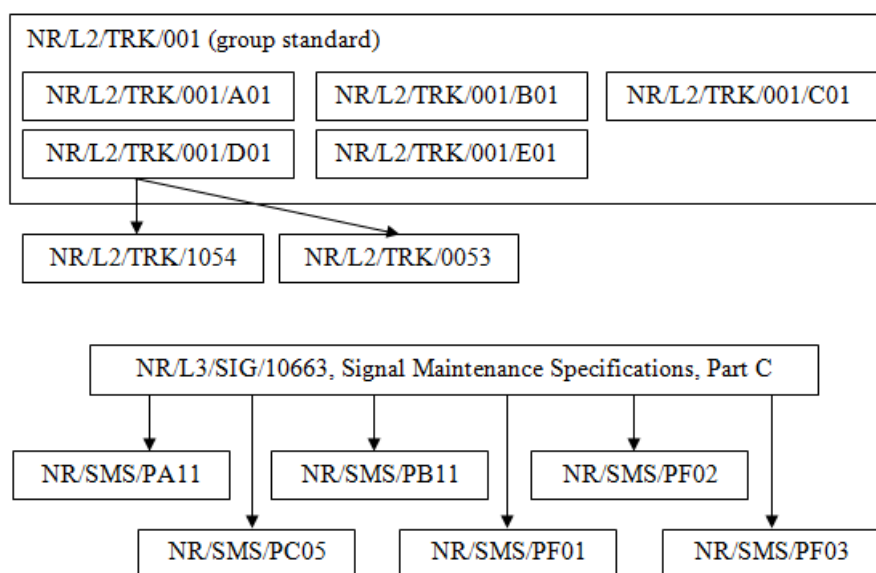 NR/L2/TRK/001 (group standard)
NR/L2/TRK/001/A01
NR/L2/TRK/001/B01
NR/L2/TRK/001/C01
NR/L2/TRK/001/D01
NR/L2/TRK/001/E01
NR/L2/TRK/1054
NR/L2/TRK/0053
NR/L3/SIG/10663, Signal Maintenance Specifications, Part C
NR/SMS/PA11
NR/SMS/PB11
NR/SMS/PF02
NR/SMS/PC05
NR/SMS/PF01
NR/SMS/PF03